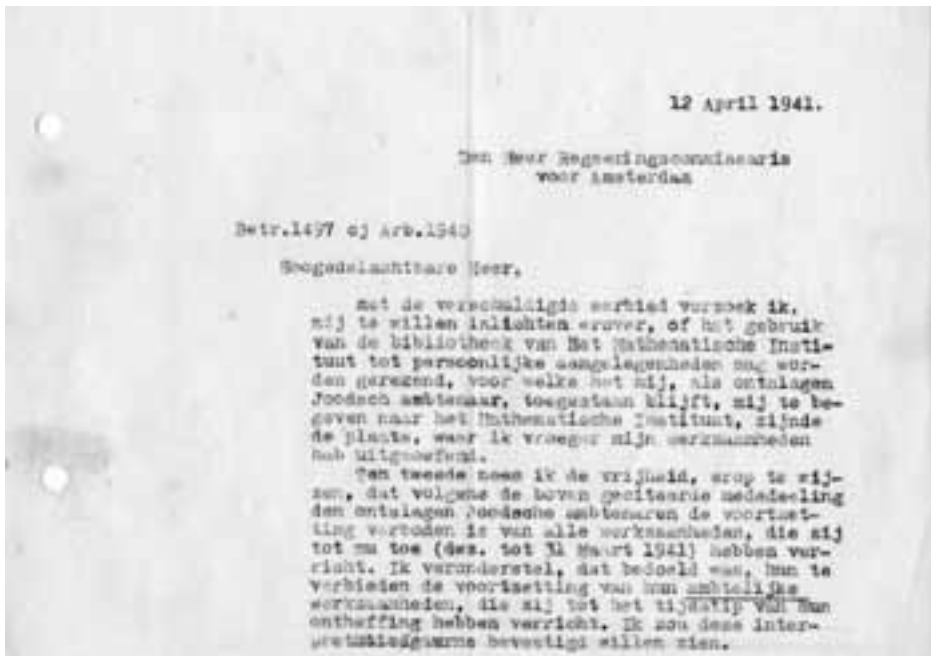 12 April 1941.
Den Heer Regeeringscommissaris
voor Amsterdam
Betr.1497 Arb.1940
Hoogedelachtbare Heer,
met de verschuldigde eerbied verzoek ik,
mij te willen inlichten erover, of het gebruik
van de bibliotheek van Het Mathematische Insti-
tuut tot persoonlijke aangelegenheden mag wor-
den gerekend, voor welke het mij, als ontslagen
Joodsch ambtenaar, toegestaan blijft, mij te be-
geven naar het Mathematische Instituut, zijnde
de plaats, waar ik vroeger mijn werkzaamheden
heb uitgeoefend.
Ten tweede neem ik de vrijheid, erop te wij-
zen, dat volgens de boven geciteerde mededeeling
den ontslagen Joodsche ambtenaren de voortzet-
ting verboden is van alle werkzaamheden, die zij
tot nu toe (dws. tot 31 Maart 1941) hebben ver-
richt. Ik veronderstel, dat bedoeld was, hun te
verbieden de voortzetting van hun ambtelijke
werkzaamheden, die zij tot het tijdstip van hun
ontheffing hebben verricht. Ik zou deze inter-
bevestigd willen zien.